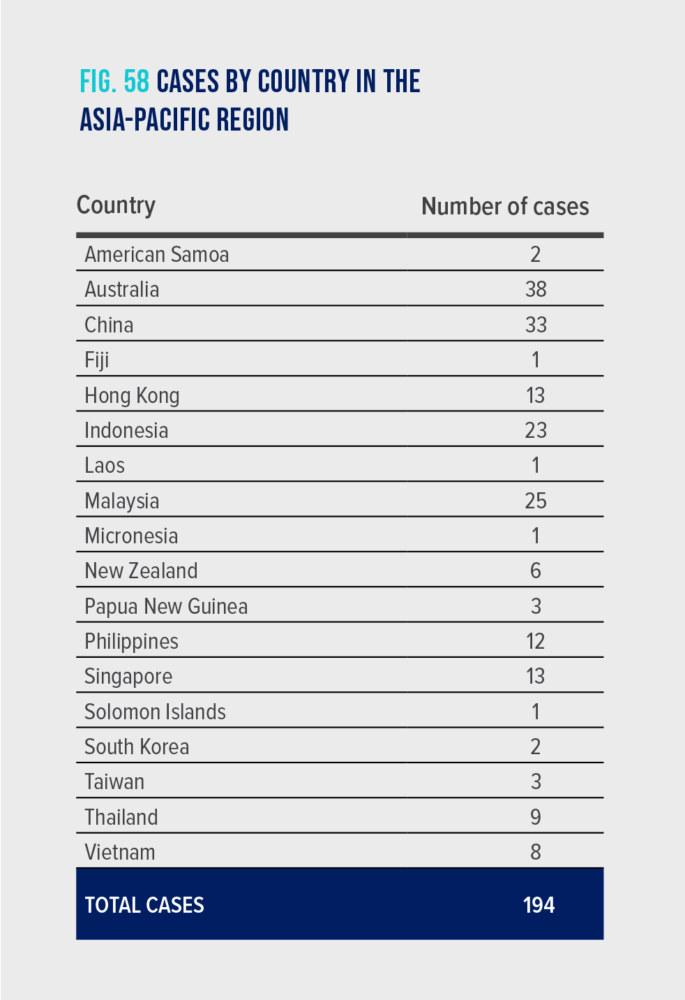 FIG. 58 CASES BY COUNTRY IN THE
ASIA-PACIFIC REGION
Country Number of cases
American Samoa 2
Australia 38
China 33
Fiji 1
Hong Kong 13
Indonesia 23
Laos 1
Malaysia 25
Micronesia 1
New Zealand 6
Papua New Guinea 3
Philippines 12
Singapore 13
Solomon Islands 1
South Korea 2
Taiwan 3
Thailand 9
Vietnam 8
TOTAL CASES 194